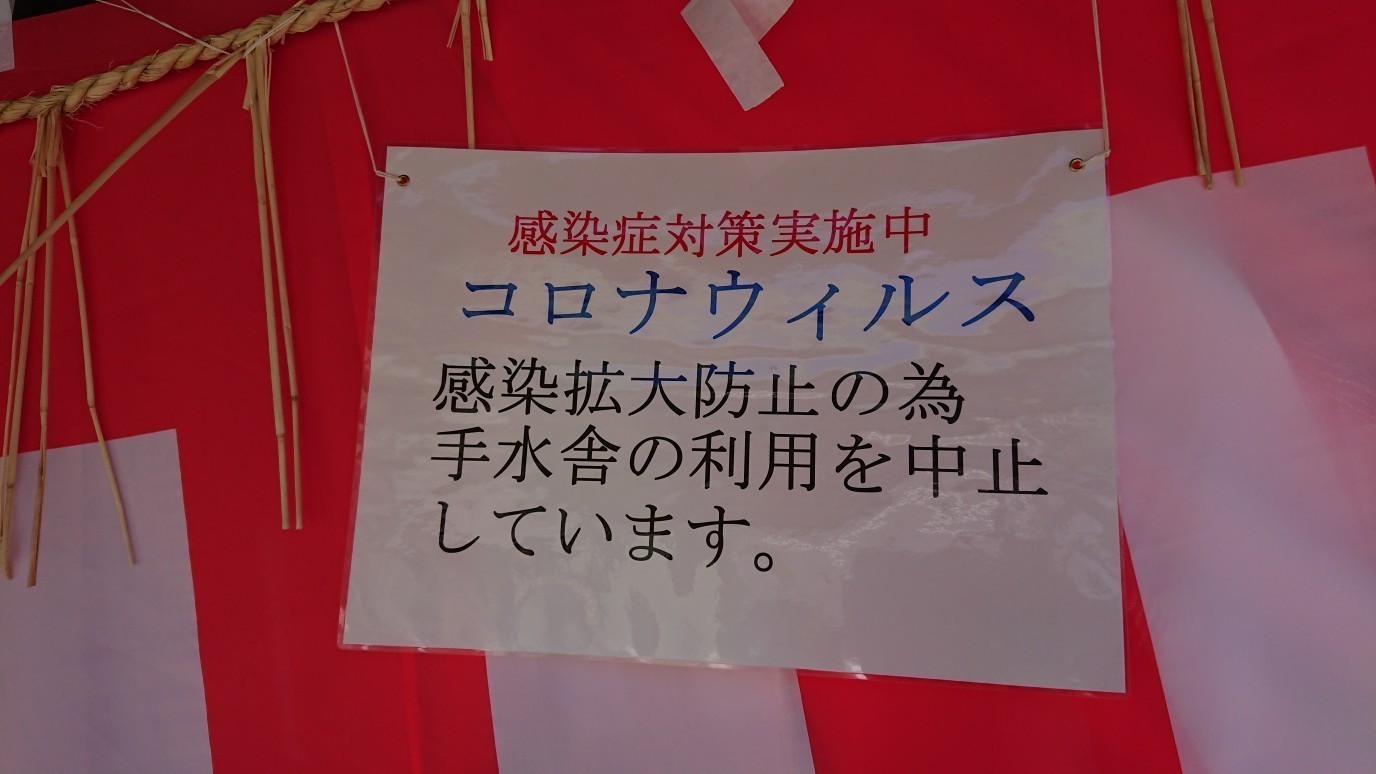 感染症対策実施中
コロナウィルス
感染拡大防止の為
手水舎の利用を中止
しています。